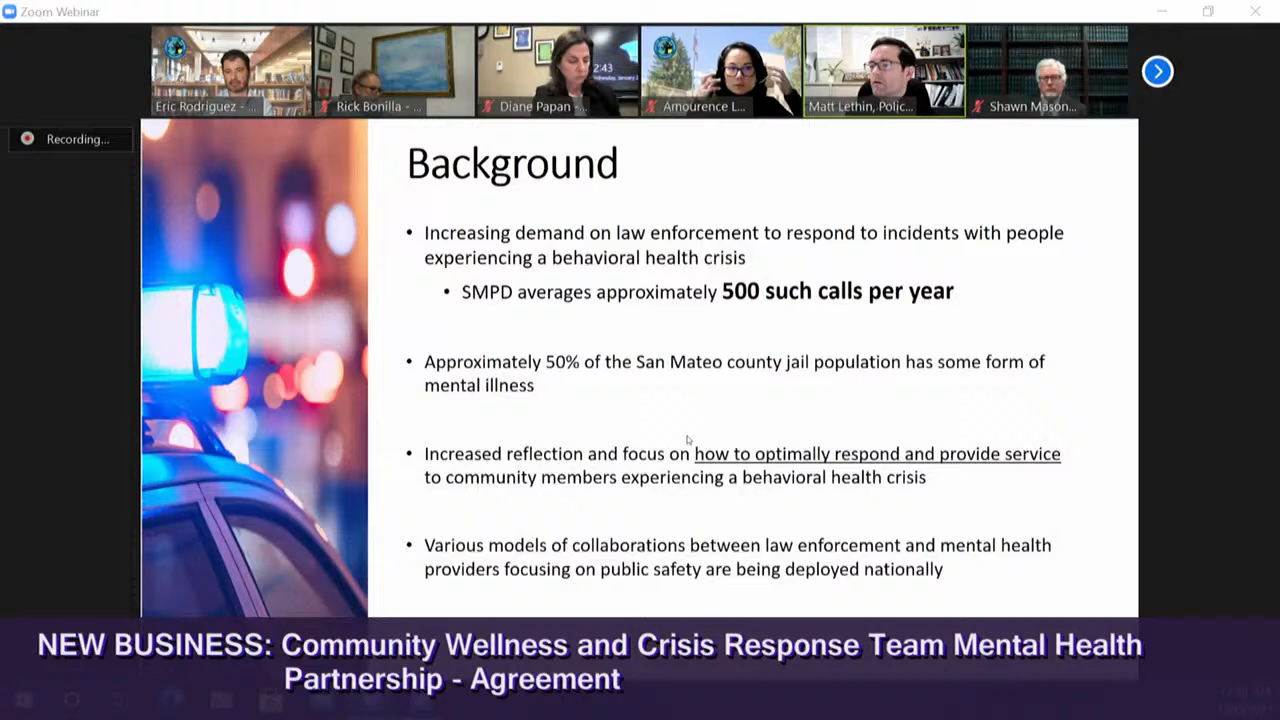 Zoom Webinar
Eric Rodriguez - ...
Rick Bonilla - ...
Diane Papan -...
Amourence L...
Matt Lethin, Polic...
Shawn Mason...
2:43
Recording...
Background
• Increasing demand on law enforcement to respond to incidents with people
experiencing a behavioral health crisis
• SMPD averages approximately 500 such calls per year
• Approximately 50% of the San Mateo county jail population has some form of
mental illness
• Increased reflection and focus on how to optimally respond and provide service
to community members experiencing a behavioral health crisis
• Various models of collaborations between law enforcement and mental health
providers focusing on public safety are being deployed nationally
NEW BUSINESS: Community Wellness and Crisis Response Team Mental Health
Partnership - Agreement